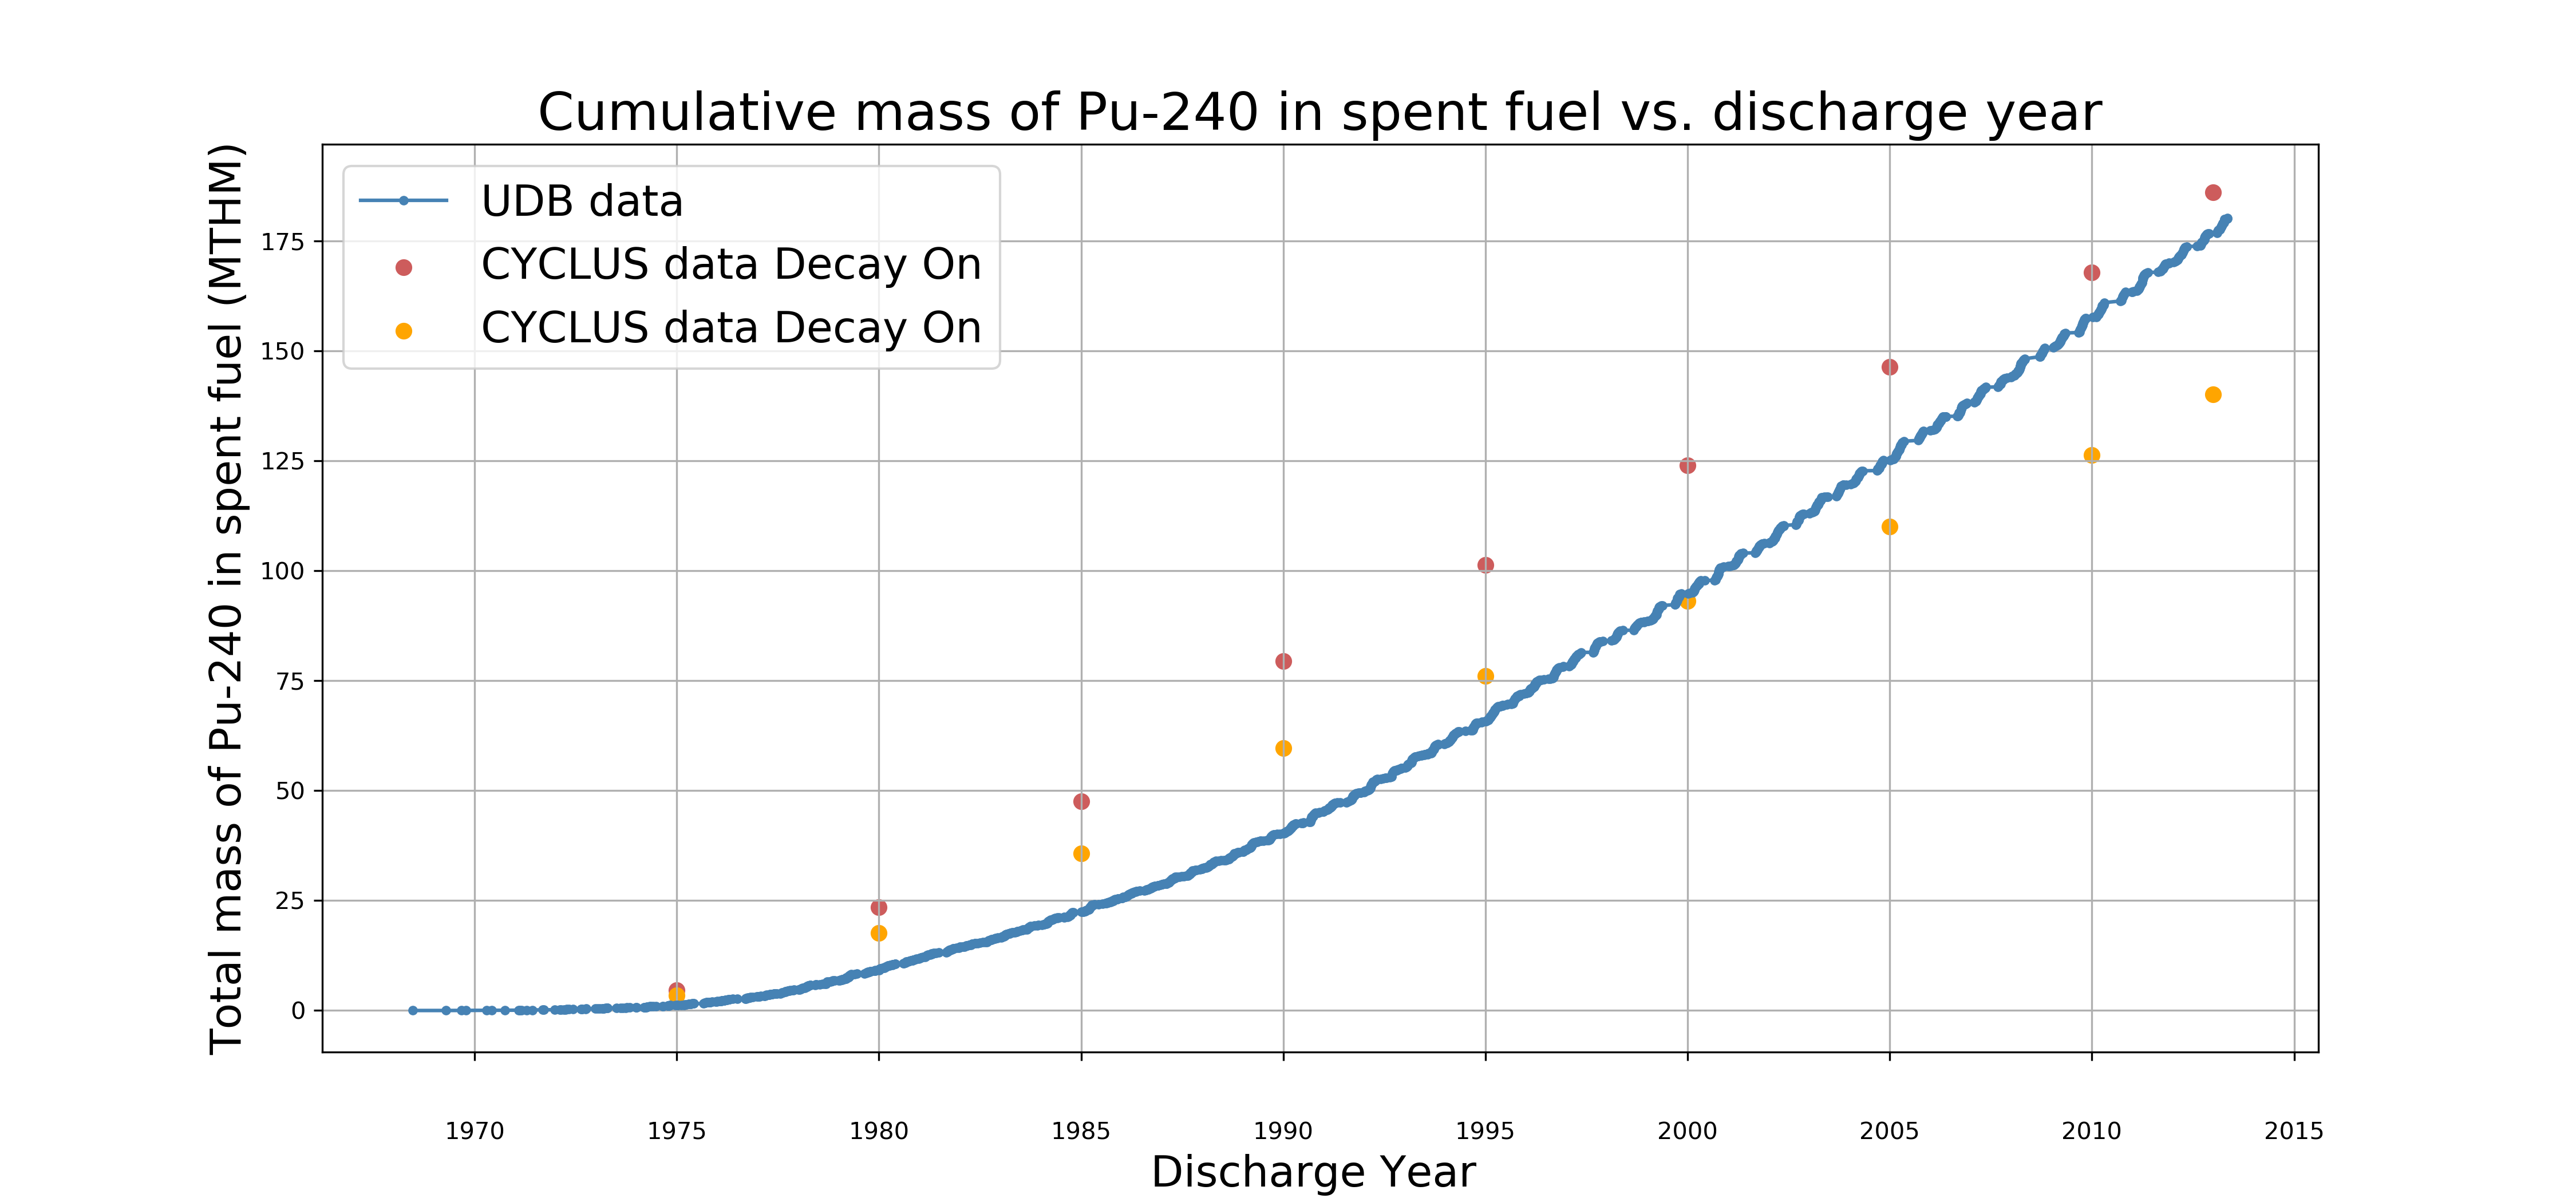 Cumulative mass of Pu-240 in spent fuel vs. discharge year
Total mass of Pu-240 in spent fuel (MTHM)
UDB data
CYCLUS data Decay On
CYCLUS data Decay On
175
150
125
100
75
50
25
0
1970 1975 1980 1985 1990 1995 2000 2005 2010 2015
Discharge Year